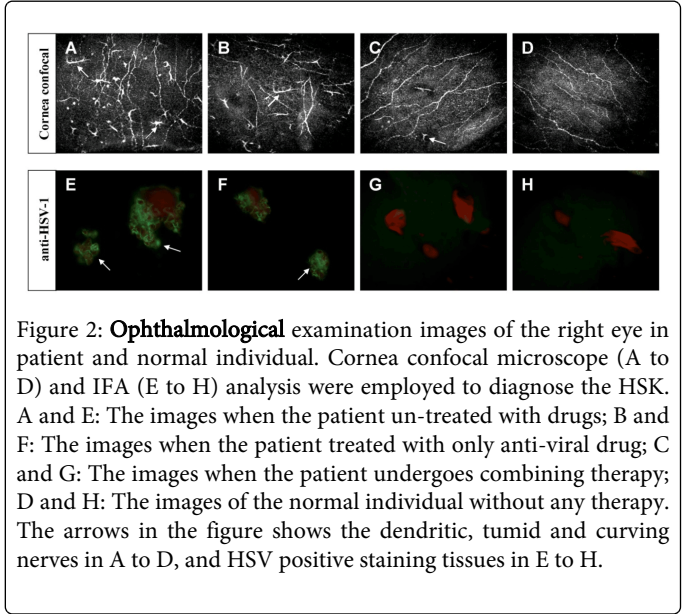 Cornea confocal
A
B
C
D
anti-HSV-1
E
F
G
H
Figure 2: Ophthalmological examination images of the right eye in
patient and normal individual. Cornea confocal microscope (A to
D) and IFA (E to H) analysis were employed to diagnose the HSK.
A and E: The images when the patient un-treated with drugs; B and
F: The images when the patient treated with only anti-viral drug; C
and G: The images when the patient undergoes combining therapy;
D and H: The images of the normal individual without any therapy.
The arrows in the figure shows the dendritic, tumid and curving
nerves in A to D, and HSV positive staining tissues in E to H.